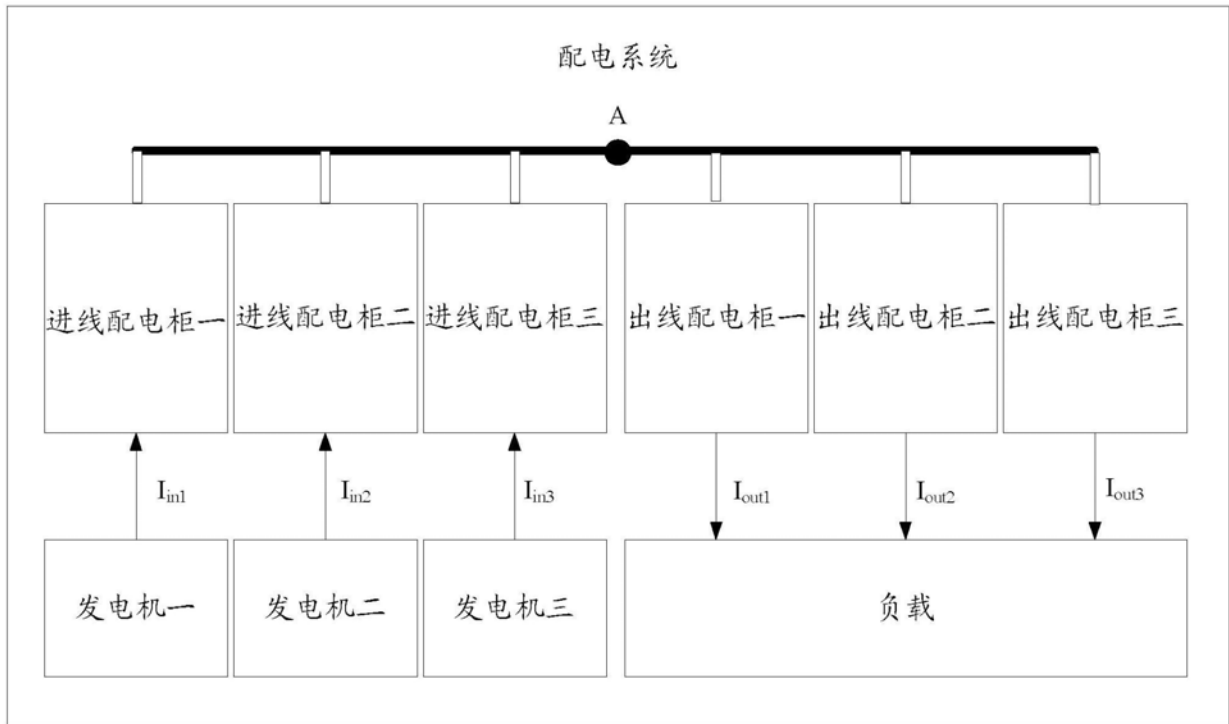 配电系统
A
进线配电柜一
进线配电柜二
进线配电柜三
出线配电柜一
出线配电柜二
出线配电柜三
Iin1
Iin2
Iin3
Iout1
Iout2
Iout3
发电机一
发电机二
发电机三
负载